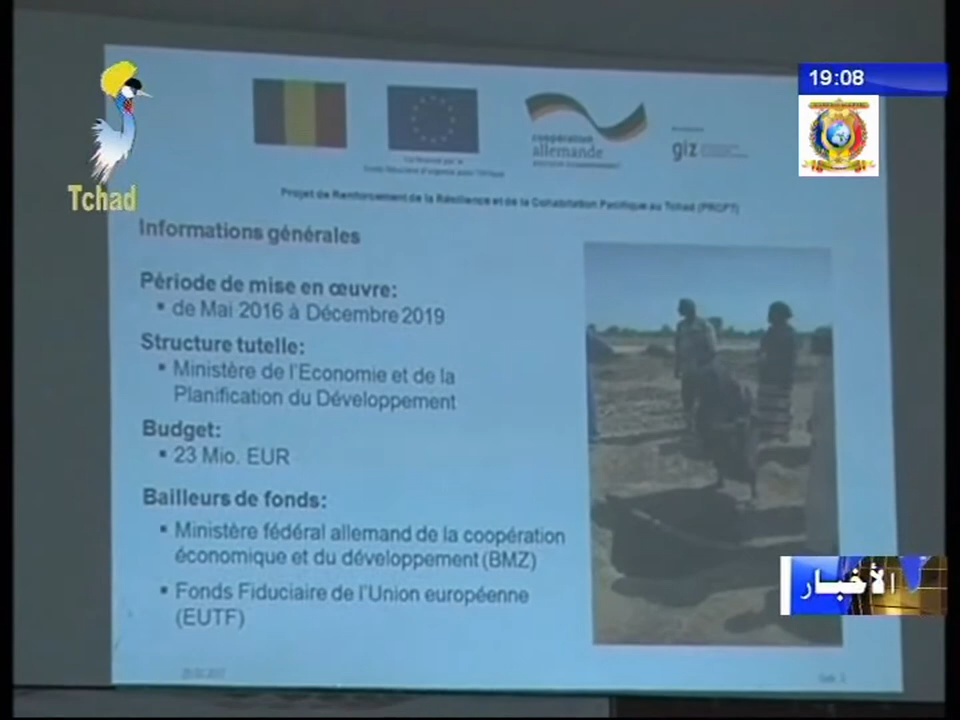 19:08
Tchad
coopération
allemande
giz
Projet de Renforcement de la Résilience et de la Cohabitation Pacifique au Tchad (PRCPT)
Informations générales
Période de mise en œuvre:
▪ de Mai 2016 à Décembre 2019
Structure tutelle:
▪ Ministère de l'Economie et de la
Planification du Développement
Budget:
▪ 23 Mio. EUR
Bailleurs de fonds:
▪ Ministère fédéral allemand de la coopération
économique et du développement (BMZ)
▪ Fonds Fiduciaire de l'Union européenne
(EUTF)
الأخبار